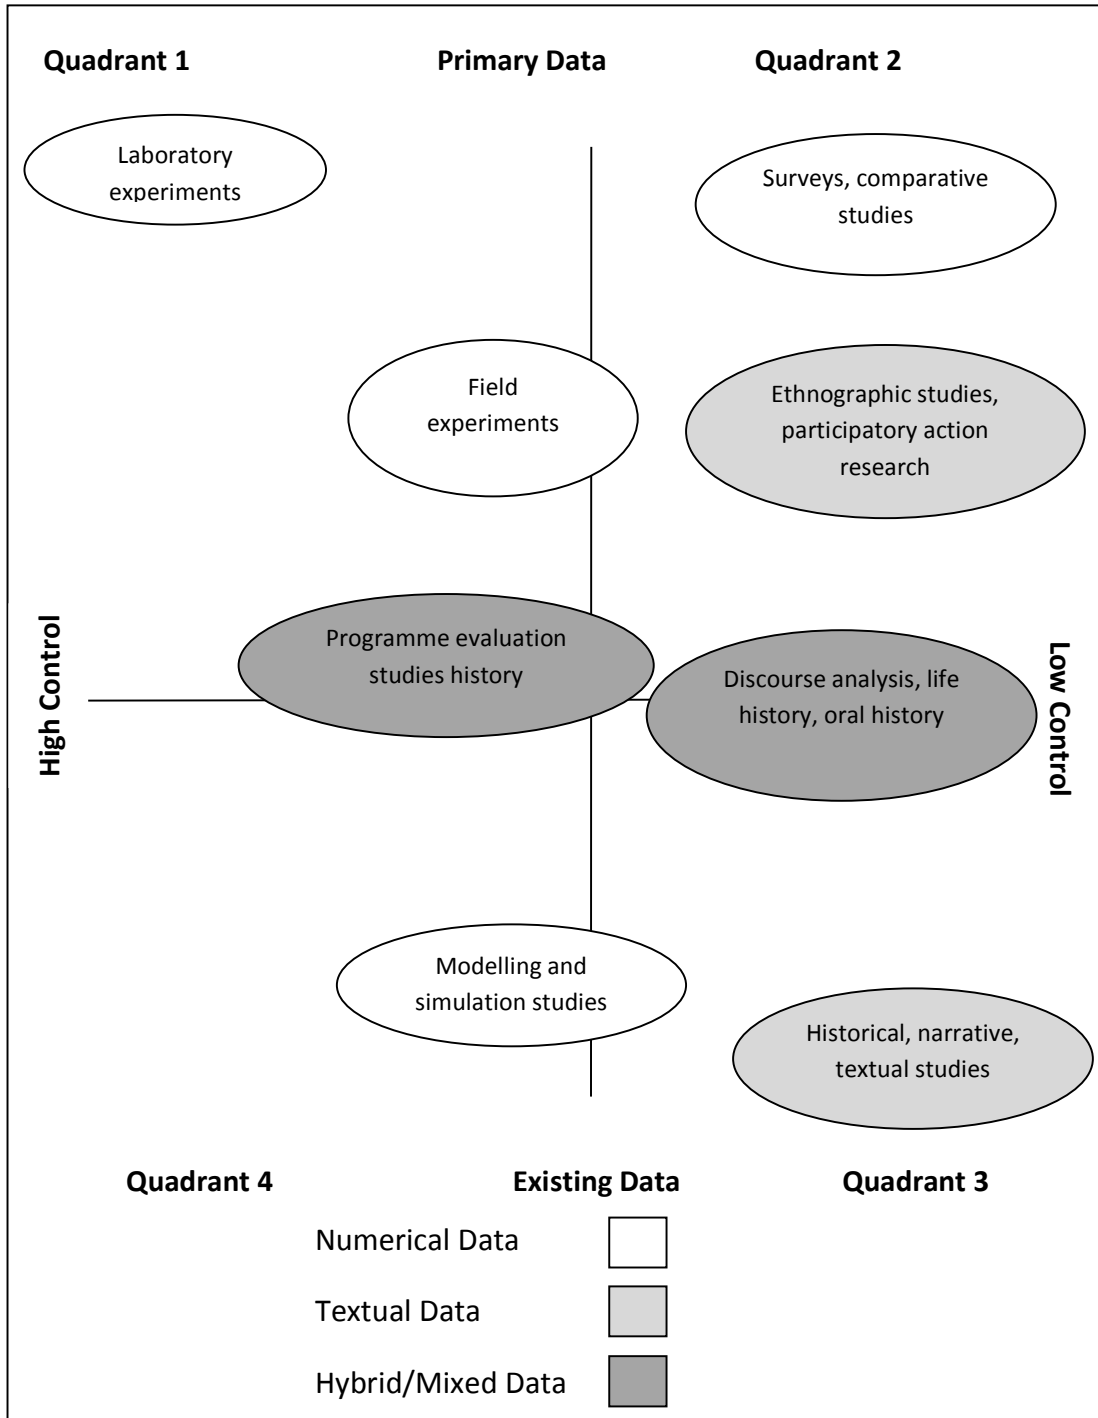 Quadrant 1
Primary Data
Quadrant 2
Laboratory
experiments
Surveys, comparative
studies
Field
experiments
Ethnographic studies,
participatory action
research
High Control
Programme evaluation
studies history
Discourse analysis, life
history, oral history
Low Control
Modelling and
simulation studies
Historical, narrative,
textual studies
Quadrant 4
Existing Data
Quadrant 3
Numerical Data
Textual Data
Hybrid/Mixed Data